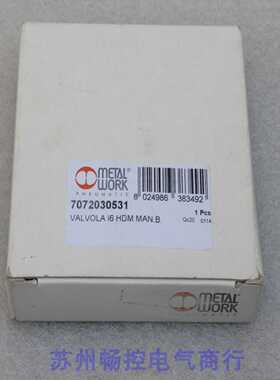 METAL
WORK
PNEUMATIC
7072030531
VALVOLA i6 HDM MAN.B.
8 024986 383492
1 Pcs
METAL
WORK
苏州畅控电气商行